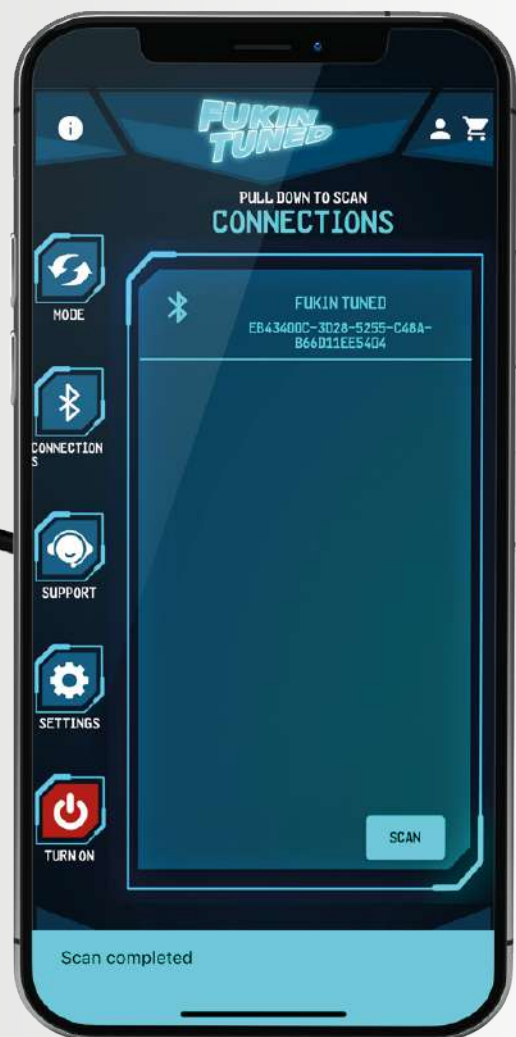 FUKIN
TUNED
PULL DOWN TO SCAN
CONNECTIONS
MODE
FUKIN TUNED
EB43400C-3D28-5255-C48A-
B66D11EE5404
CONNECTION
S
SUPPORT
SETTINGS
TURN ON
SCAN
Scan completed